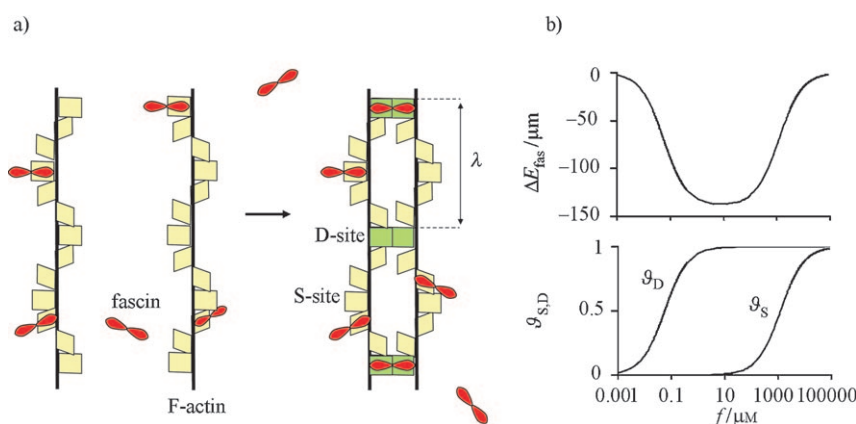 a)
λ
D-site
S-site
fascin
F-actin
b)
0
−50
−100
−150
ΔE_fas/μm
1
0.5
0
ϑ_S,D
ϑ_D
ϑ_S
0.001 0.1 10 1000 100000
f/μM